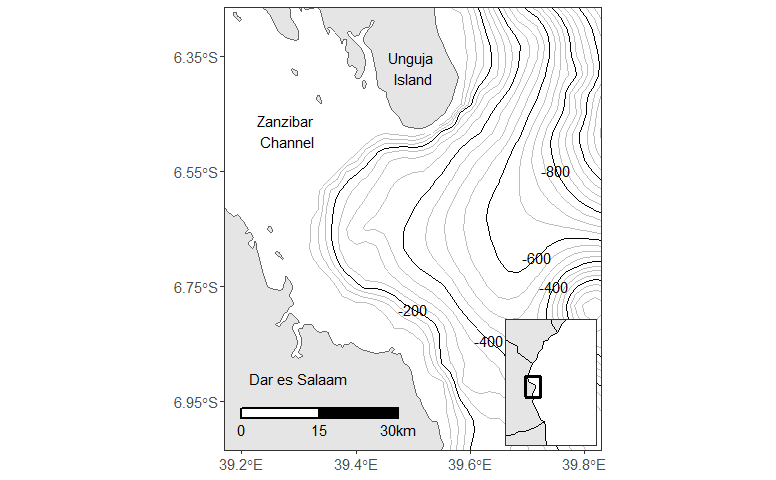 6.35°S
6.55°S
6.75°S
6.95°S
Unguja
Island
Zanzibar
Channel
-800
-600
-400
-200
-400
Dar es Salaam
0 15 30km
39.2°E 39.4°E 39.6°E 39.8°E